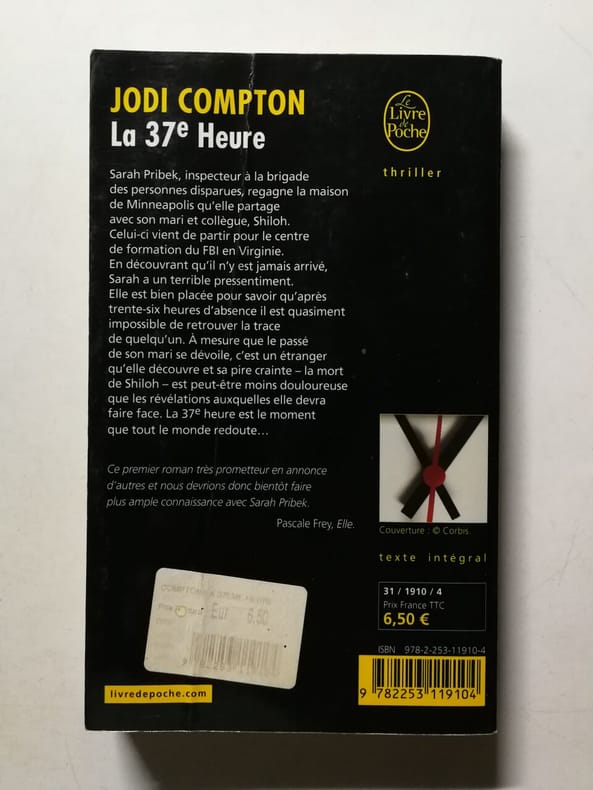 JODI COMPTON
La 37e Heure
Le
Livre
de
Poche
thriller
Sarah Pribek, inspecteur à la brigade
des personnes disparues, regagne la maison
de Minneapolis qu'elle partage
avec son mari et collègue, Shiloh.
Celui-ci vient de partir pour le centre
de formation du FBI en Virginie.
En découvrant qu'il n'y est jamais arrivé,
Sarah a un terrible pressentiment.
Elle est bien placée pour savoir qu'après
trente-six heures d'absence il est quasiment
impossible de retrouver la trace
de quelqu'un. À mesure que le passé
de son mari se dévoile, c'est un étranger
qu'elle découvre et sa pire crainte – la mort
de Shiloh – est peut-être moins douloureuse
que les révélations auxquelles elle devra
faire face. La 37e heure est le moment
que tout le monde redoute…
Ce premier roman très prometteur en annonce
d'autres et nous devrions donc bientôt faire
plus ample connaissance avec Sarah Pribek.
Pascale Frey, Elle.
Couverture : © Corbis.
texte intégral
31 / 1910 / 4
Prix France TTC
6,50 €
ISBN 978-2-253-11910-4
9 782253 119104
Eur 6.50
livredepoche.com